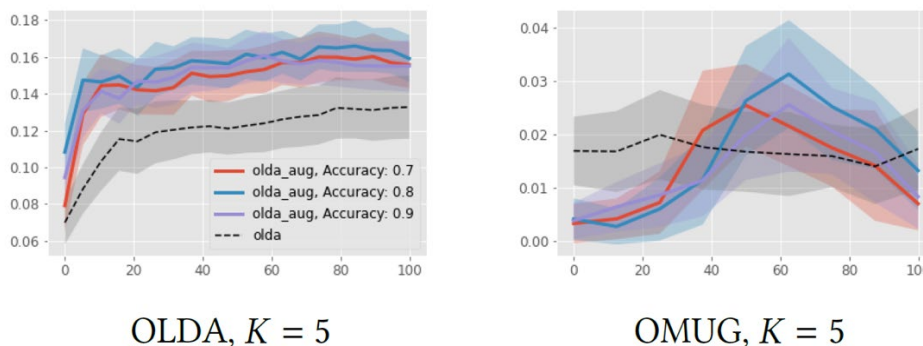 0.18
0.16
0.14
0.12
0.10
0.08
0.06
0 20 40 60 80 100
olda_aug, Accuracy: 0.7
olda_aug, Accuracy: 0.8
olda_aug, Accuracy: 0.9
olda
OLDA, K = 5
0.04
0.03
0.02
0.01
0.00
0 20 40 60 80 100
OMUG, K = 5